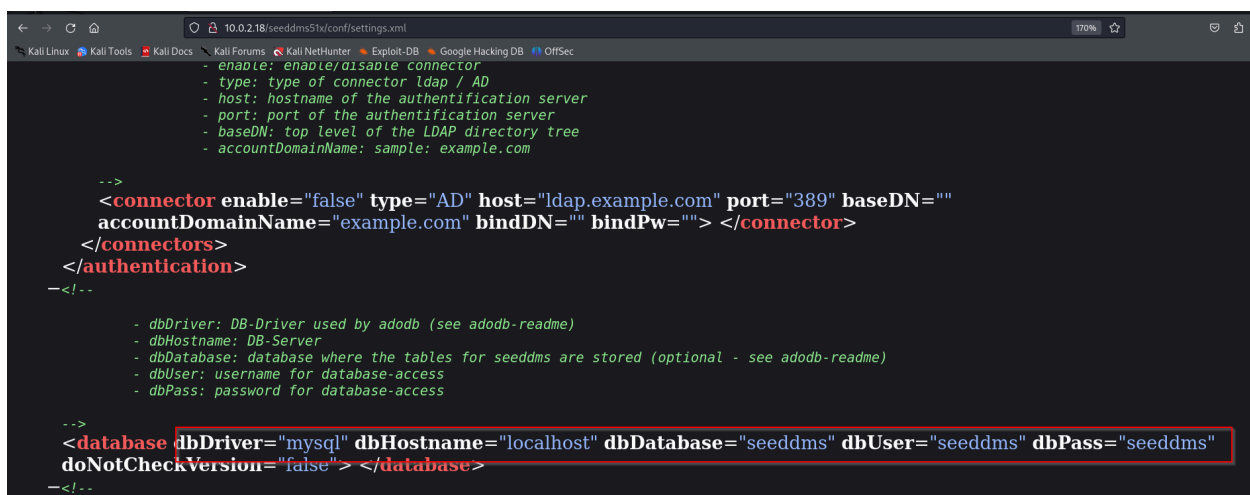 10.0.2.18/seeddms51x/conf/settings.xml 170%
Kali Linux Kali Tools Kali Docs Kali Forums Kali NetHunter Exploit-DB Google Hacking DB OffSec
- enable: enable/disable connector
- type: type of connector ldap / AD
- host: hostname of the authentification server
- port: port of the authentification server
- baseDN: top level of the LDAP directory tree
- accountDomainName: sample: example.com
-->
<connector enable="false" type="AD" host="ldap.example.com" port="389" baseDN=""
accountDomainName="example.com" bindDN="" bindPw=""> </connector>
</connectors>
</authentication>
—<!--
- dbDriver: DB-Driver used by adodb (see adodb-readme)
- dbHostname: DB-Server
- dbDatabase: database where the tables for seeddms are stored (optional - see adodb-readme)
- dbUser: username for database-access
- dbPass: password for database-access
-->
<database dbDriver="mysql" dbHostname="localhost" dbDatabase="seeddms" dbUser="seeddms" dbPass="seeddms"
doNotCheckVersion="false"> </database>
—<!--